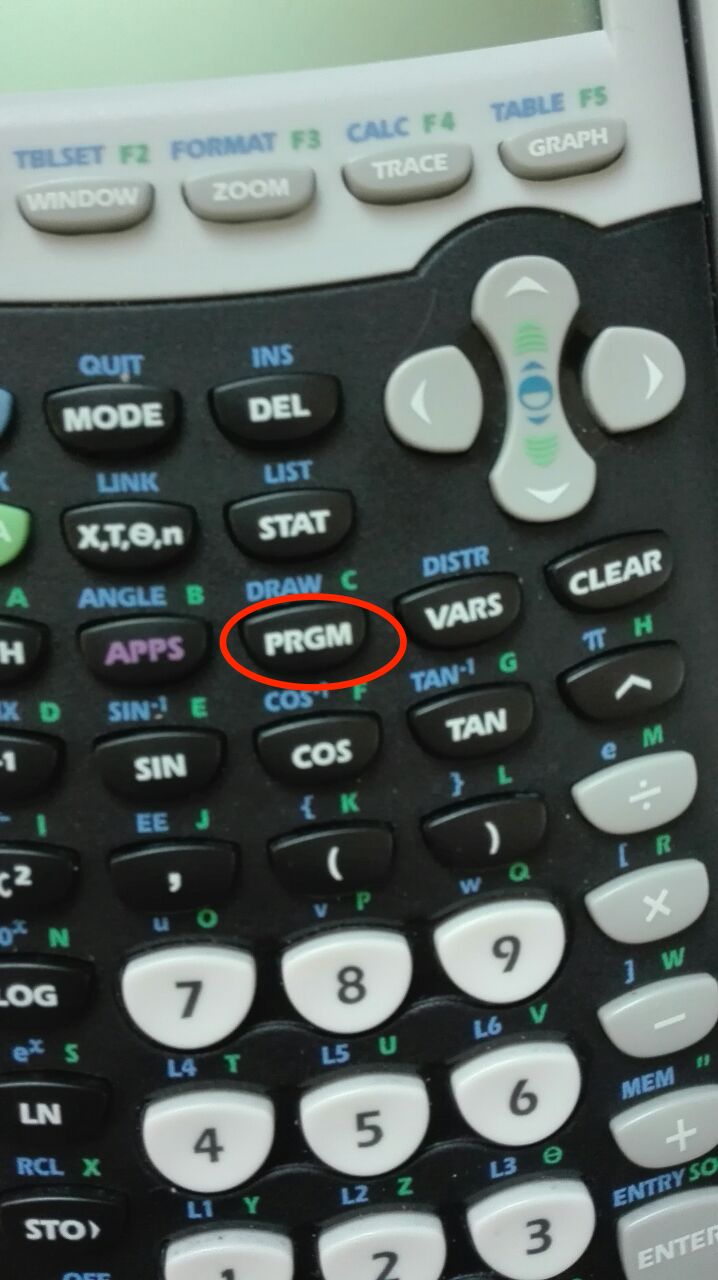 TBLSET F2 FORMAT F3 CALC F4 TABLE F5
WINDOW ZOOM TRACE GRAPH
QUIT INS
MODE DEL
LINK LIST
A X,T,Θ,n STAT
A ANGLE B DRAW C DISTR
H APPS PRGM VARS CLEAR
D SIN⁻¹ E COS⁻¹ F TAN⁻¹ G π H
-1 SIN COS TAN ^
I EE J { K } L e M
² , ( ) ÷
N u O v P w Q [ R
LOG 7 8 9 ×
eˣ S L4 T L5 U L6 V ] W
LN 4 5 6 −
RCL X L1 Y L2 Z L3 θ MEM "
STO› 1 2 3 +
OFF ENTRY SO
ENTER